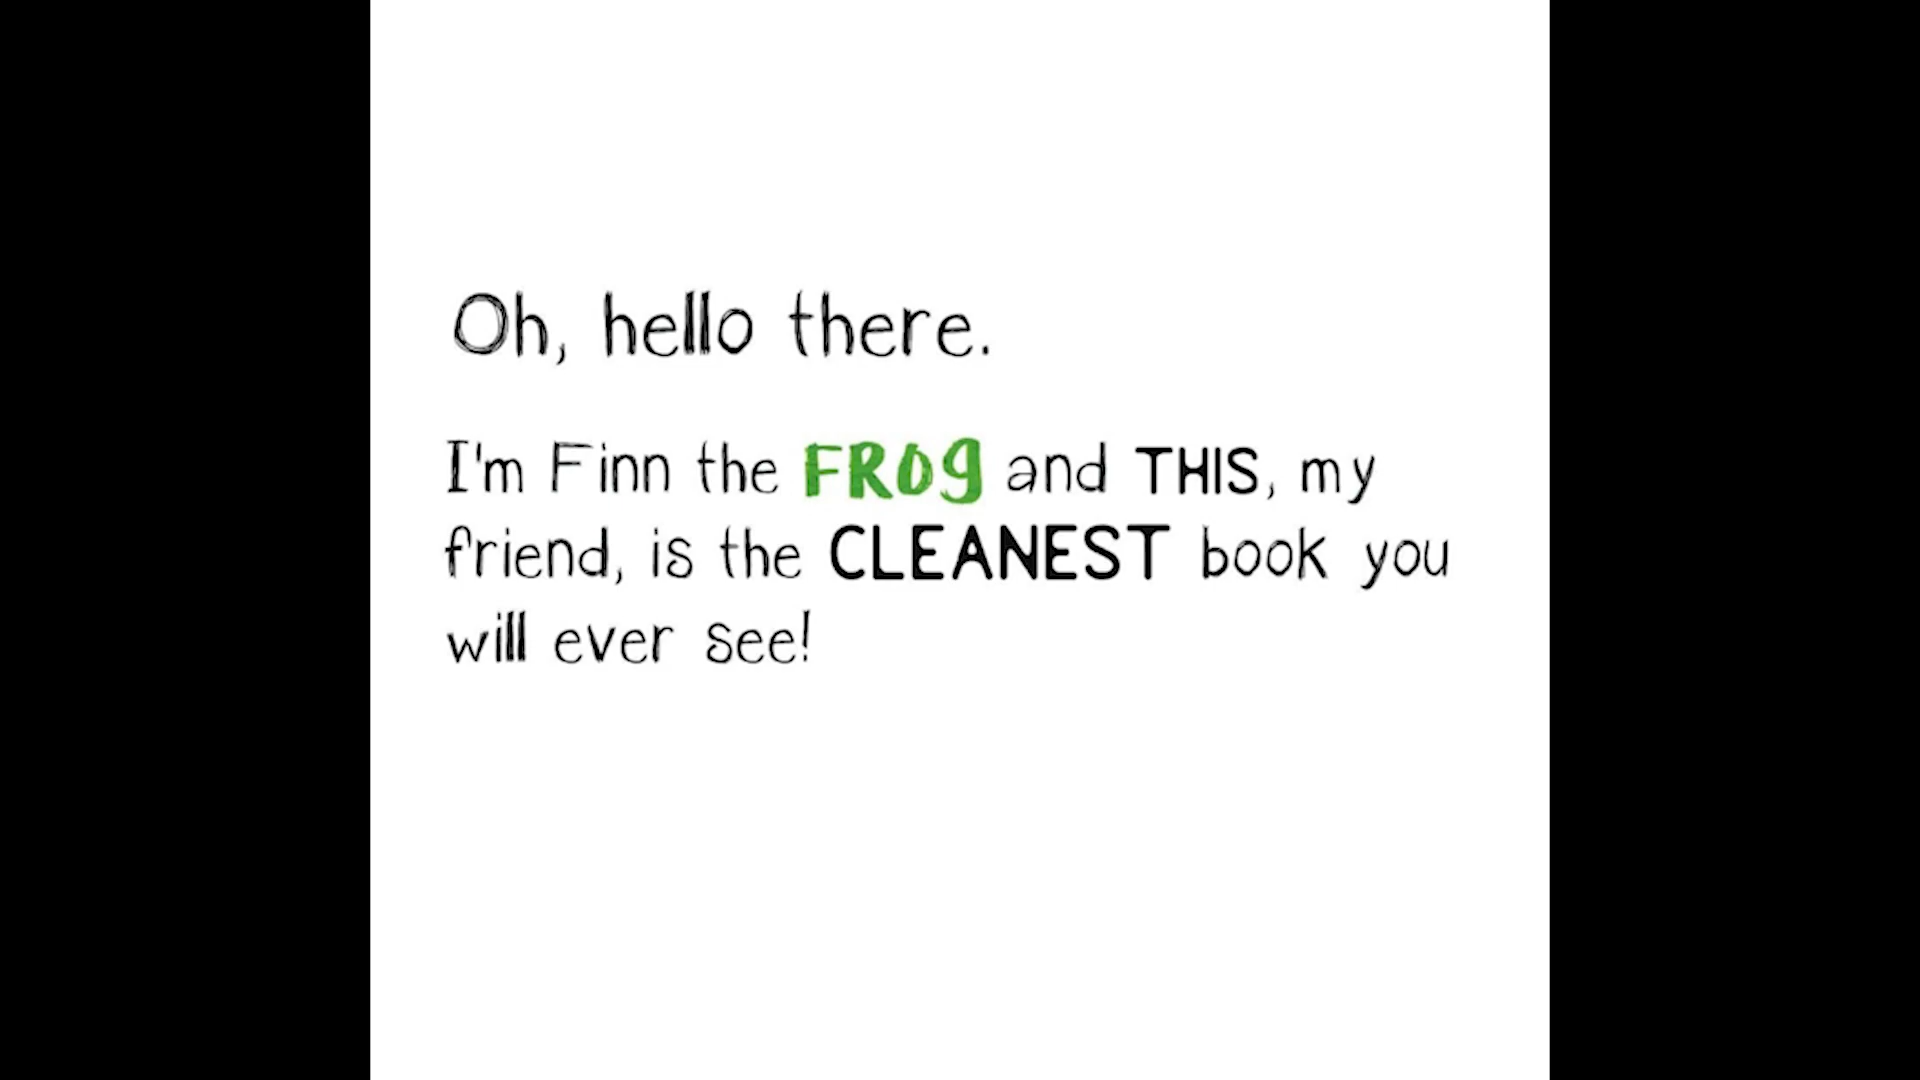 Oh, hello there.
I'm Finn the FROg and THIS, my
friend, is the CLEANEST book you
will ever see!